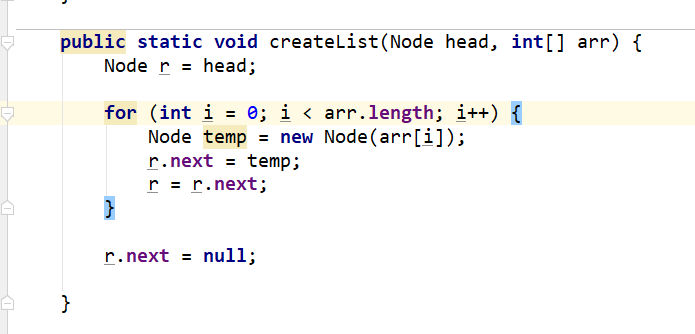 public static void createList(Node head, int[] arr) {
Node r = head;
for (int i = 0; i < arr.length; i++) {
Node temp = new Node(arr[i]);
r.next = temp;
r = r.next;
}
r.next = null;
}